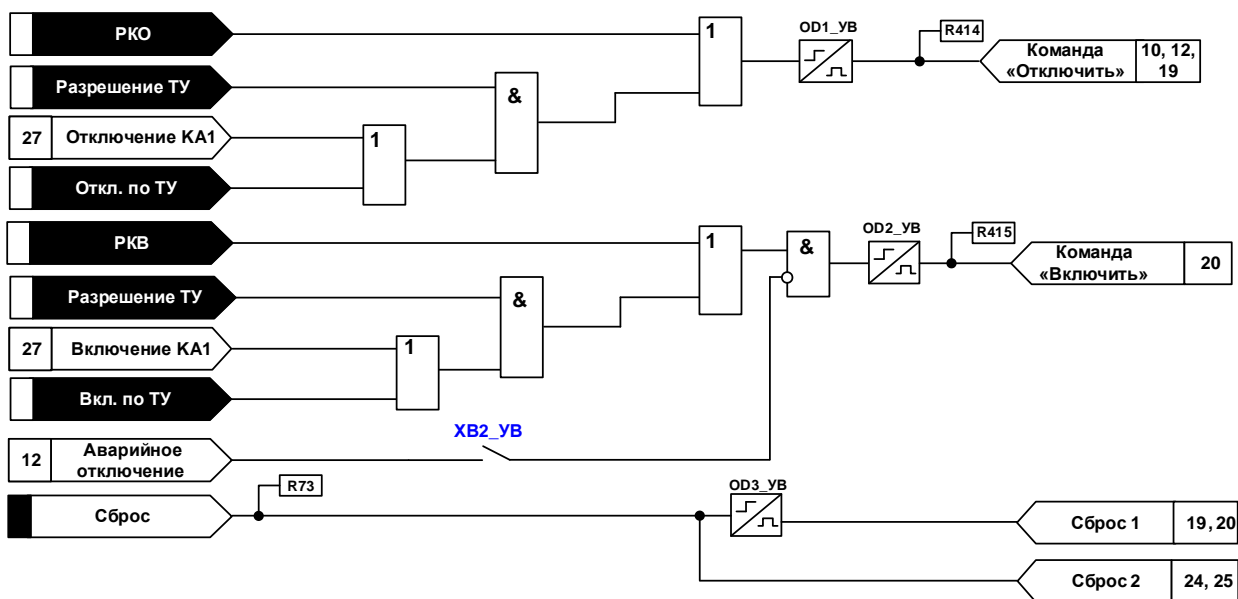 РКО
1
OD1_УВ
R414
Команда
«Отключить»
10, 12,
19
Разрешение ТУ
&
27
Отключение КА1
1
Откл. по ТУ
РКВ
1
&
OD2_УВ
R415
Команда
«Включить»
20
Разрешение ТУ
&
27
Включение КА1
1
Вкл. по ТУ
12
Аварийное
отключение
ХВ2_УВ
Сброс
R73
OD3_УВ
Сброс 1
19, 20
Сброс 2
24, 25